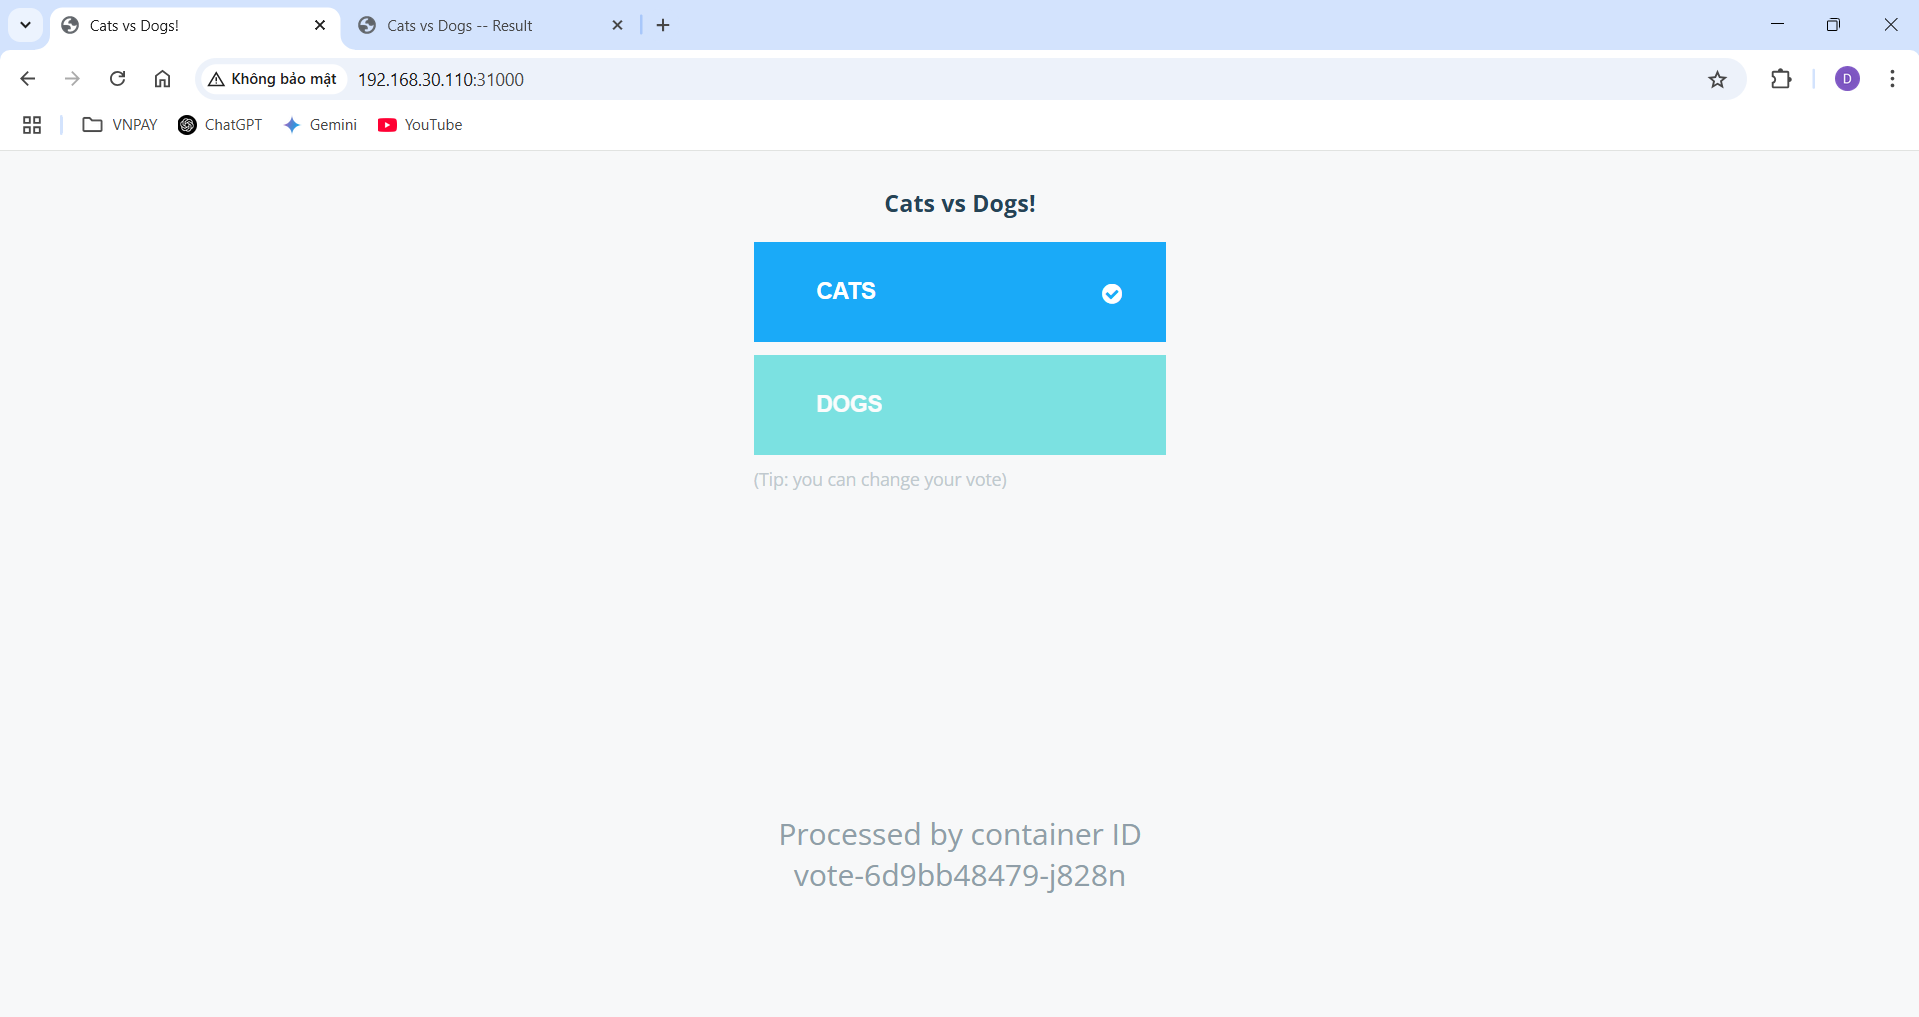 Cats vs Dogs!
Cats vs Dogs -- Result
Không bảo mật
192.168.30.110:31000
D
VNPAY
ChatGPT
Gemini
YouTube
Cats vs Dogs!
CATS
DOGS
(Tip: you can change your vote)
Processed by container ID
vote-6d9bb48479-j828n